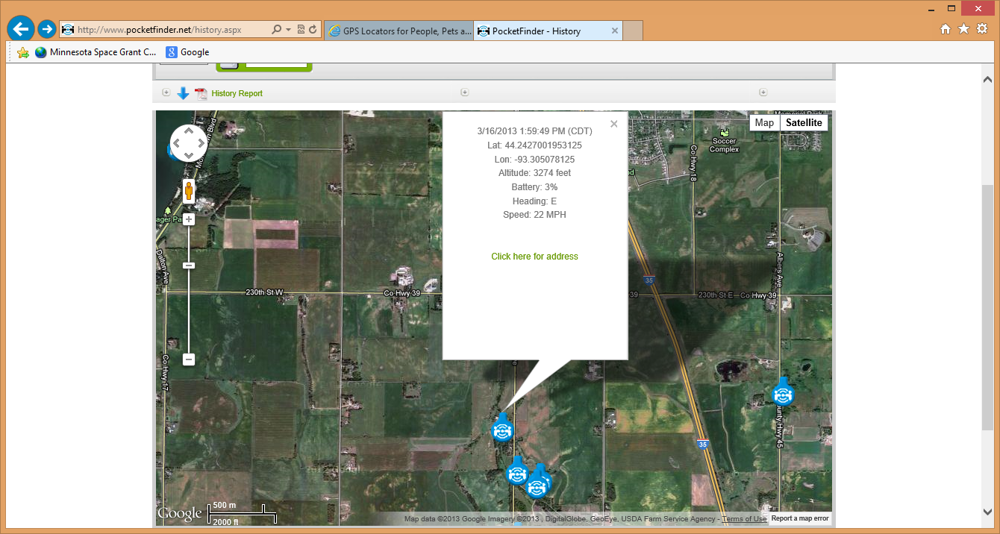 http://www.pocketfinder.net/history.aspx
GPS Locators for People, Pets a...
PocketFinder - History
Minnesota Space Grant C...
Google
History Report
3/16/2013 1:59:49 PM (CDT)
Lat: 44.2427001953125
Lon: -93.305078125
Altitude: 3274 feet
Battery: 3%
Heading: E
Speed: 22 MPH
Click here for address
Map
Satellite
Memorial Park
Soccer
Complex
Co Hwy 18
ager Pa
Dalton Ave
Albers Ave
35
230th St W
Co Hwy 39
39
230th St E
Co Hwy 39
Co Hwy 17
ounty Hwy 45
35
Google
500 m
2000 ft
Map data ©2013 Google Imagery ©2013 , DigitalGlobe, GeoEye, USDA Farm Service Agency - Terms of Use
Report a map error